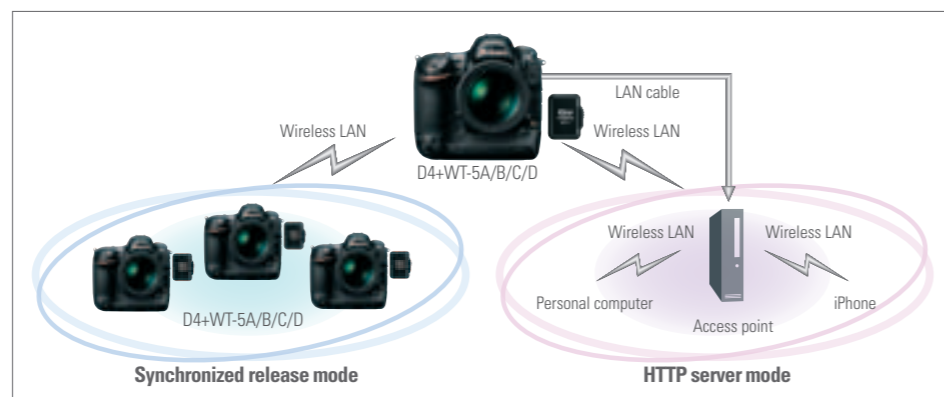 LAN cable
Wireless LAN
Wireless LAN
D4+WT-5A/B/C/D
Wireless LAN
Wireless LAN
Personal computer
iPhone
D4+WT-5A/B/C/D
Access point
Synchronized release mode
HTTP server mode